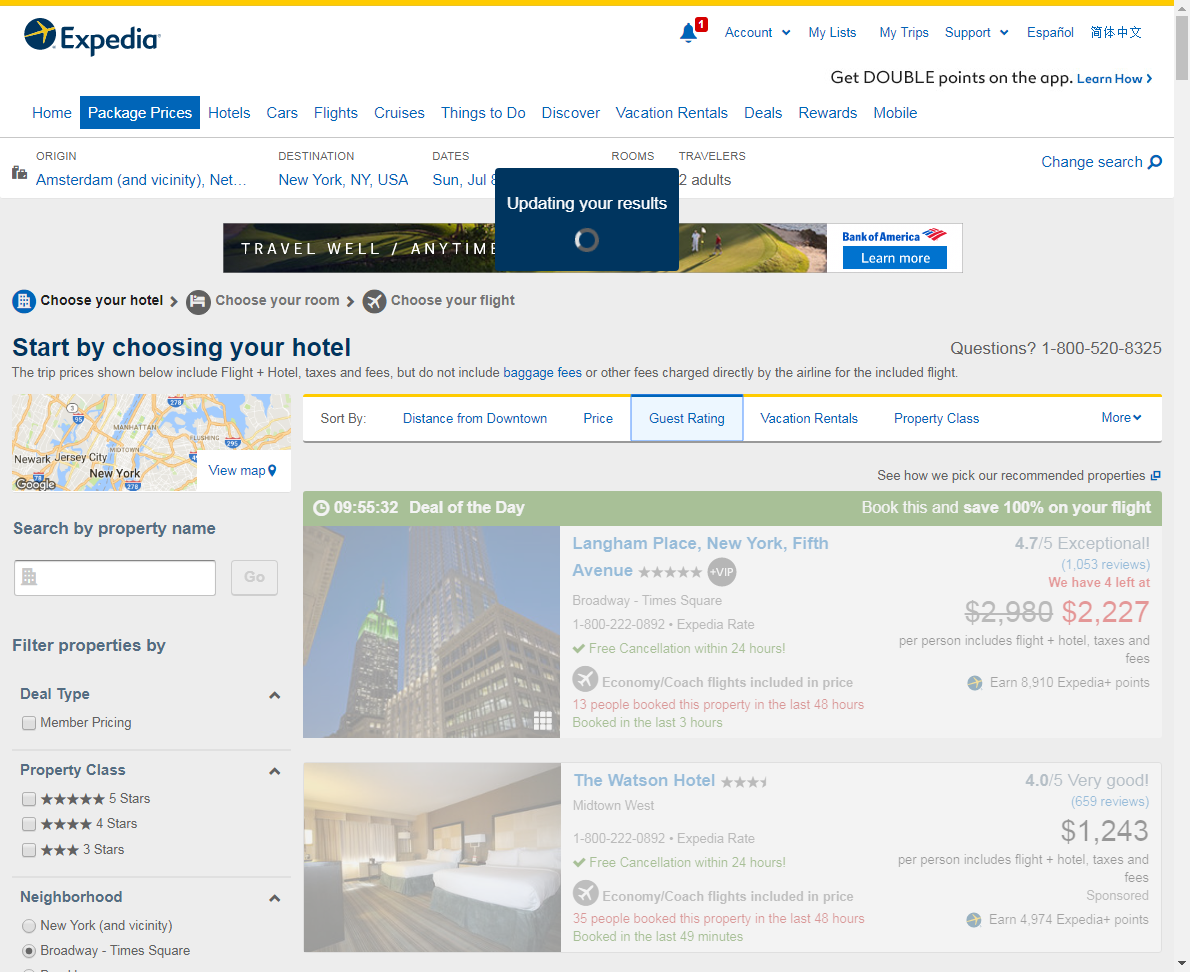 Expedia
1
Account
My Lists
My Trips
Support
Español
简体中文
Get DOUBLE points on the app. Learn How
Home
Package Prices
Hotels
Cars
Flights
Cruises
Things to Do
Discover
Vacation Rentals
Deals
Rewards
Mobile
ORIGIN
Amsterdam (and vicinity), Net…
DESTINATION
New York, NY, USA
DATES
Sun, Jul
ROOMS
TRAVELERS
2 adults
Change search
Updating your results
TRAVEL WELL / ANYTIME
Bank of America
Learn more
Choose your hotel
Choose your room
Choose your flight
Start by choosing your hotel
Questions? 1-800-520-8325
The trip prices shown below include Flight + Hotel, taxes and fees, but do not include baggage fees or other fees charged directly by the airline for the included flight.
3
278
95
MANHATTAN
FLUSHING
295
MIDTOWN
Newark
Jersey City
New York
78
278
Google
View map
Sort By:
Distance from Downtown
Price
Guest Rating
Vacation Rentals
Property Class
More
See how we pick our recommended properties
Search by property name
Go
Filter properties by
Deal Type
Member Pricing
Property Class
5 Stars
4 Stars
3 Stars
Neighborhood
New York (and vicinity)
Broadway - Times Square
09:55:32 Deal of the Day
Book this and save 100% on your flight
Langham Place, New York, Fifth
Avenue
+VIP
Broadway - Times Square
1-800-222-0892 • Expedia Rate
Free Cancellation within 24 hours!
Economy/Coach flights included in price
13 people booked this property in the last 48 hours
Booked in the last 3 hours
4.7/5 Exceptional!
(1,053 reviews)
We have 4 left at
$2,980 $2,227
per person includes flight + hotel, taxes and
fees
Earn 8,910 Expedia+ points
The Watson Hotel
Midtown West
1-800-222-0892 • Expedia Rate
Free Cancellation within 24 hours!
Economy/Coach flights included in price
35 people booked this property in the last 48 hours
Booked in the last 49 minutes
4.0/5 Very good!
(659 reviews)
$1,243
per person includes flight + hotel, taxes and
fees
Sponsored
Earn 4,974 Expedia+ points